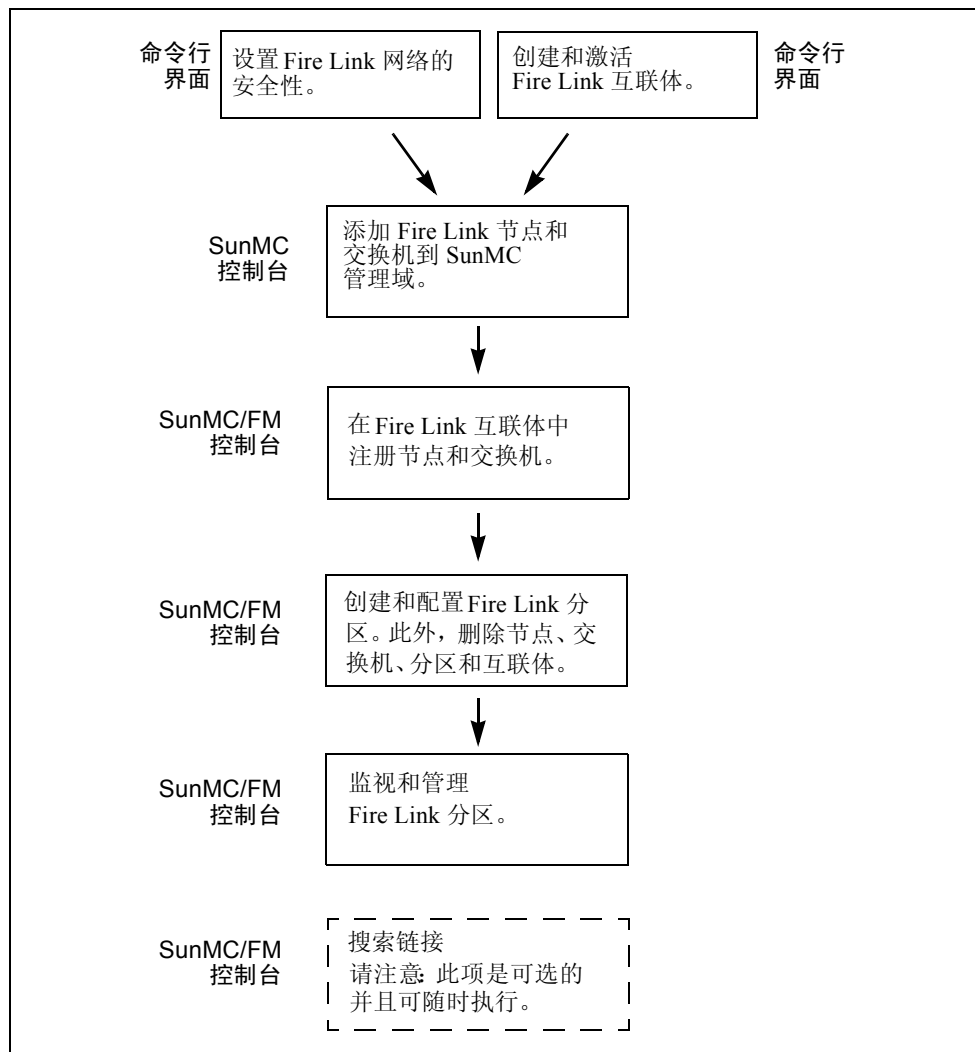 命令行
界面
设置 Fire Link 网络的
安全性。
创建和激活
Fire Link 互联体。
命令行
界面
SunMC
控制台
添加 Fire Link 节点和
交换机到 SunMC
管理域。
SunMC/FM
控制台
在 Fire Link 互联体中
注册节点和交换机。
SunMC/FM
控制台
创建和配置 Fire Link 分
区。此外，删除节点、交
换机、分区和互联体。
SunMC/FM
控制台
监视和管理
Fire Link 分区。
SunMC/FM
控制台
搜索链接
请注意：此项是可选的
并且可随时执行。